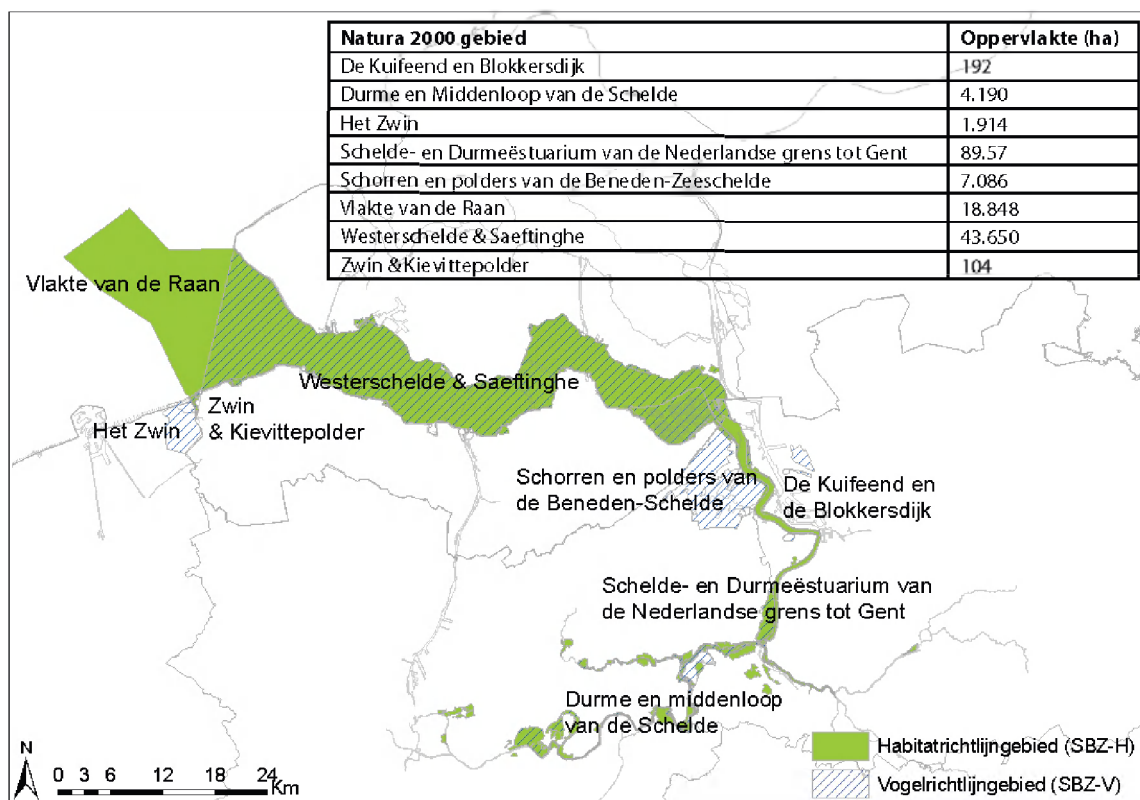 Natura 2000 gebied Oppervlakte (ha)
De Kuifeend en Blokkersdijk 192
Durme en Middenloop van de Schelde 4.190
Het Zwin 1.914
Schelde- en Durmeëstuarium van de Nederlandse grens tot Gent 89.57
Schorren en polders van de Beneden-Zeeschelde 7.086
Vlakte van de Raan 18.848
Westerschelde & Saeftinghe 43.650
Zwin &Kievittepolder 104
Vlakte van de Raan
Westerschelde & Saeftinghe
Zwin
& Kievittepolder
Het Zwin
Schorren en polders van
de Beneden-Schelde
De Kuifeend en
de Blokkersdijk
Schelde- en Durmeëstuarium van
de Nederlandse grens tot Gent
Durme en middenloop
van de Schelde
N
0 3 6 12 18 24
Km
Habitatrichtlijngebied (SBZ-H)
Vogelrichtlijngebied (SBZ-V)